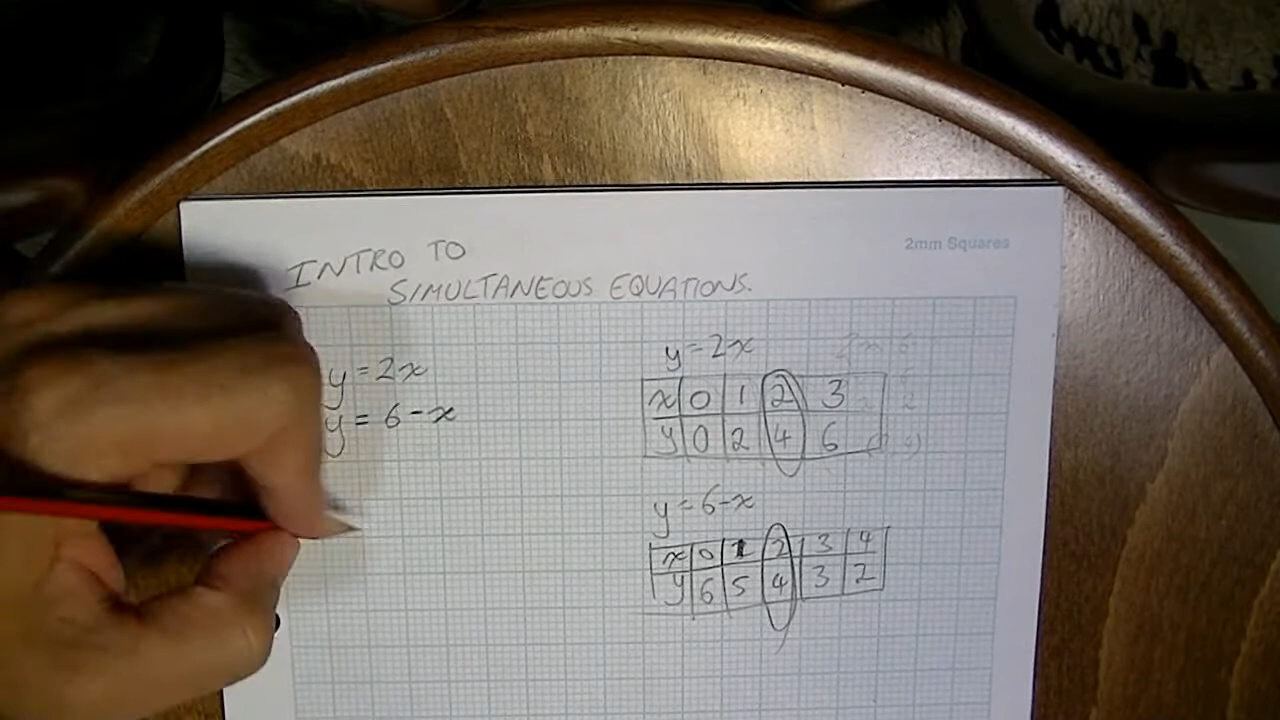 INTRO TO
SIMULTANEOUS EQUATIONS.
2mm Squares
y = 2x
y = 6 - x
y = 2x
x 0 1 2 3
y 0 2 4 6
y = 6 - x
x 0 1 2 3 4
y 6 5 4 3 2